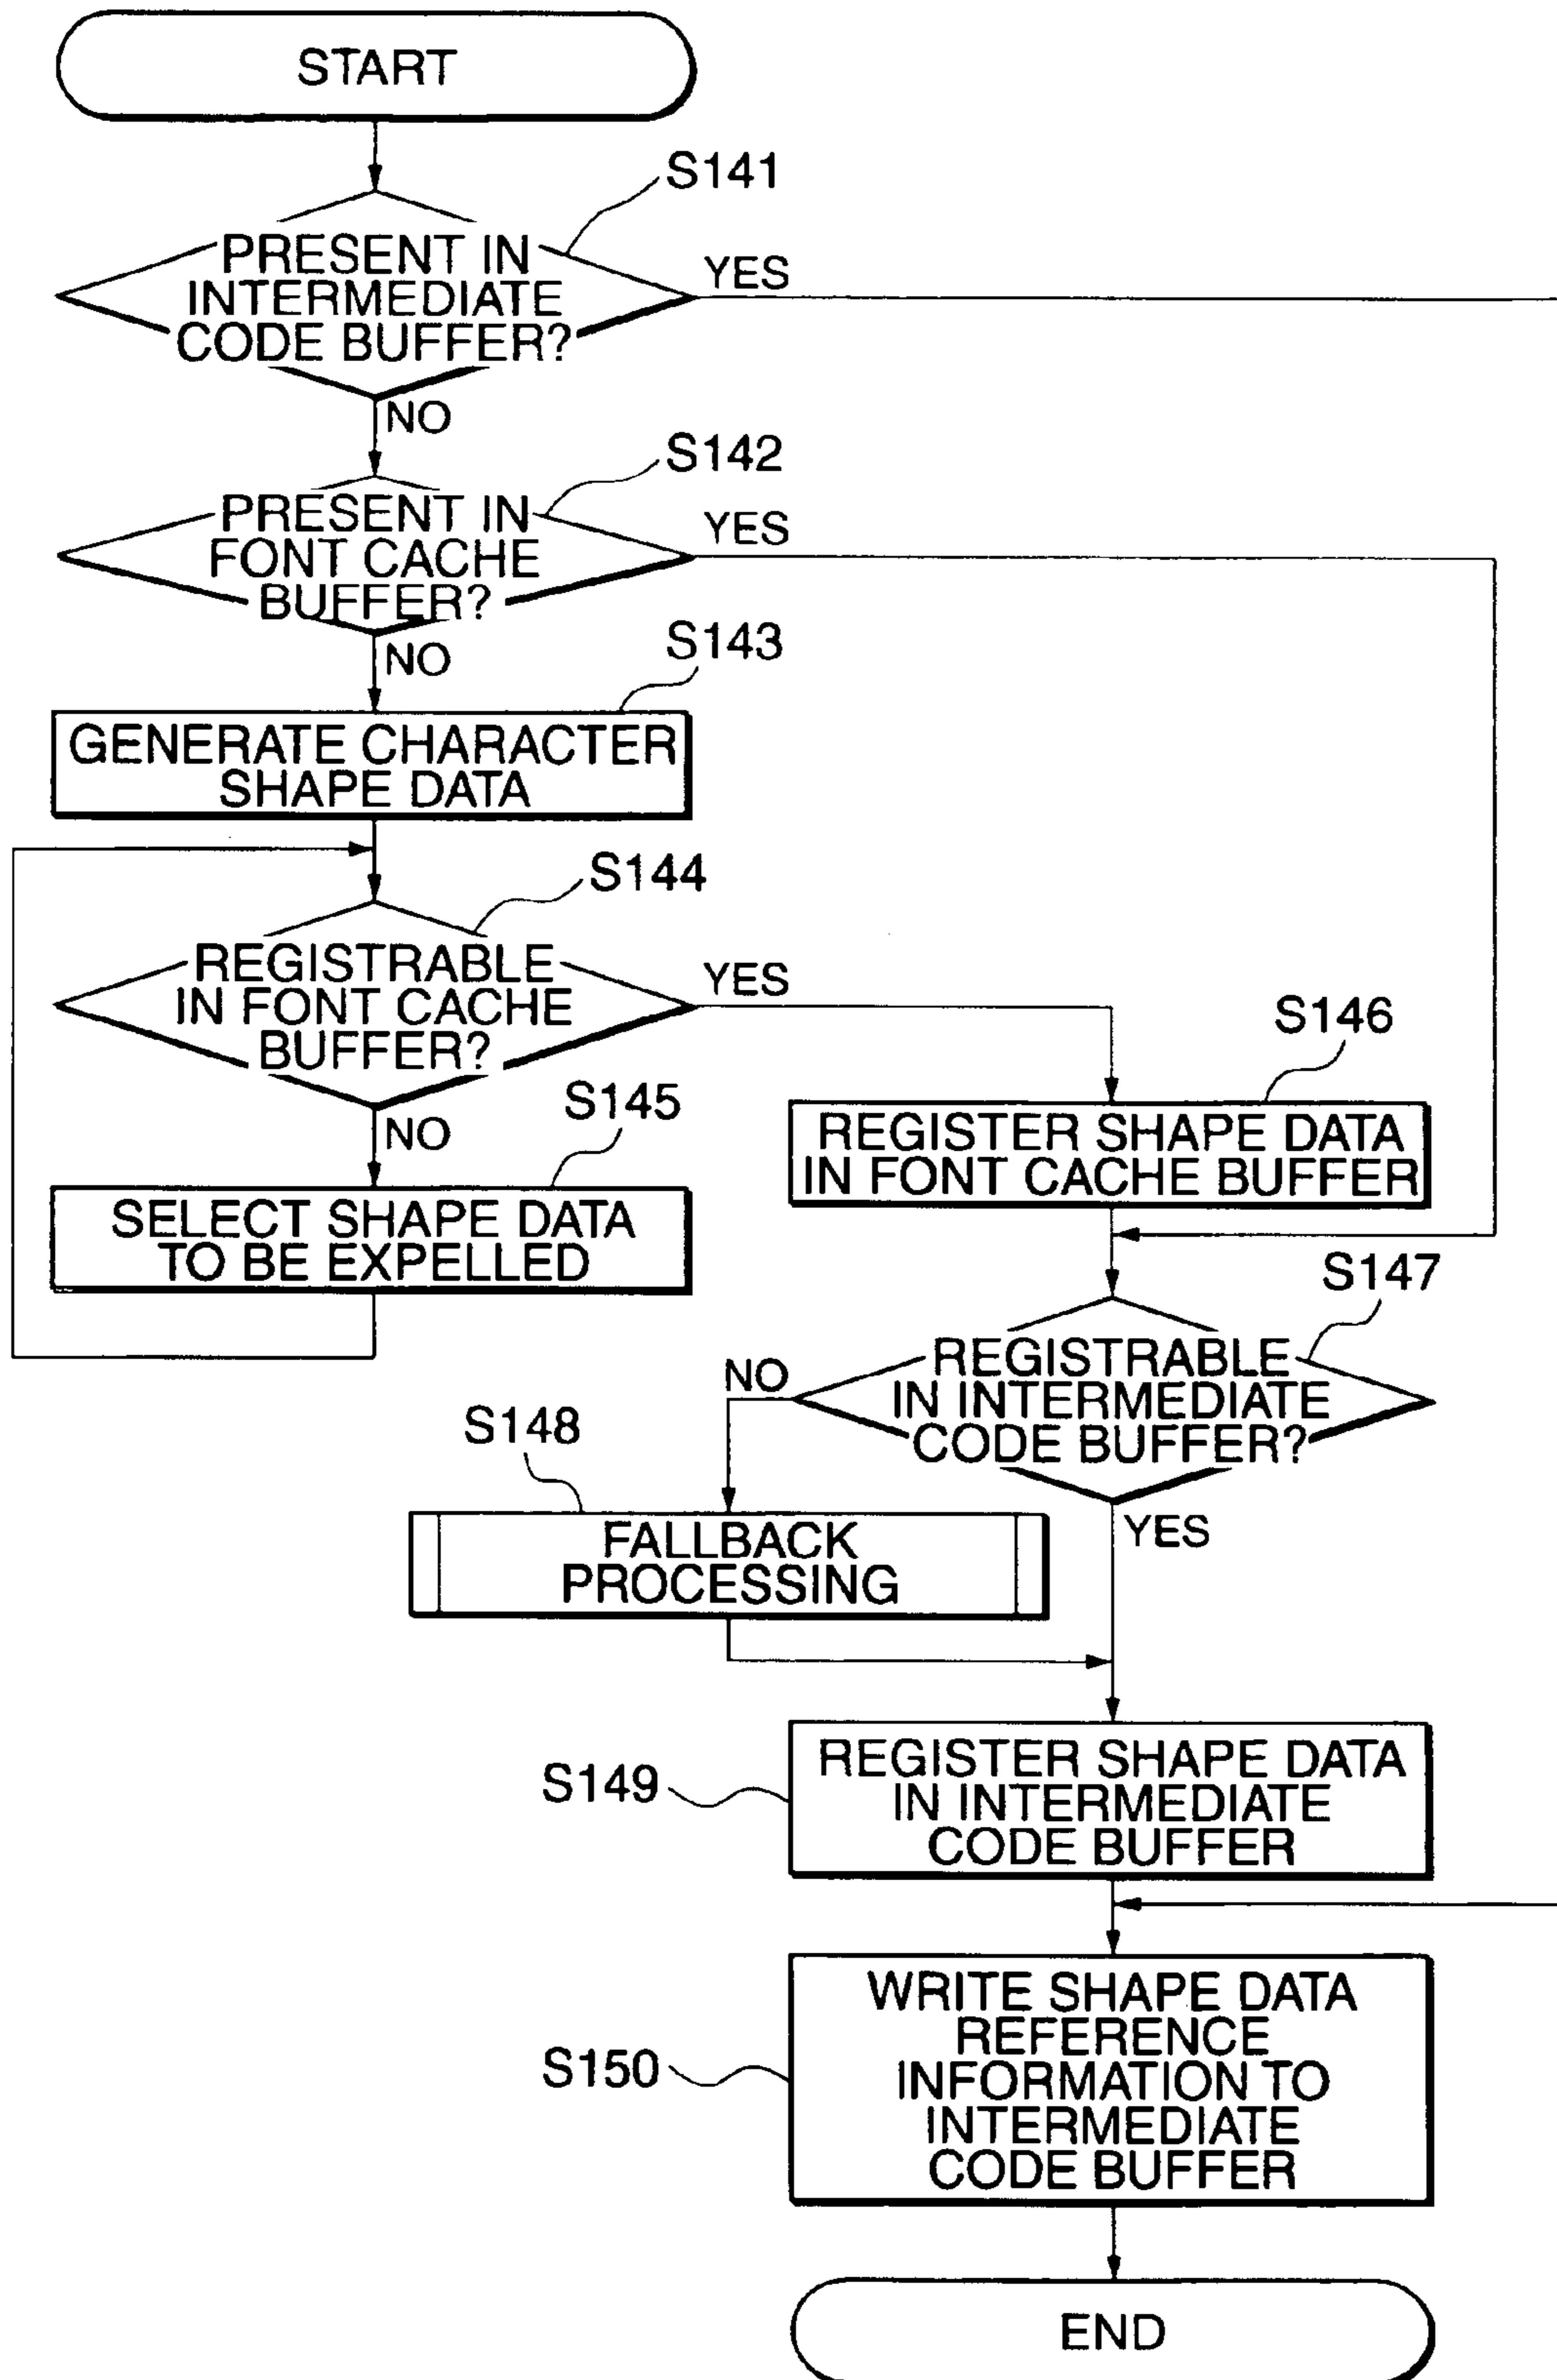 START
S141
PRESENT IN
INTERMEDIATE
CODE BUFFER?
YES
NO
S142
PRESENT IN
FONT CACHE
BUFFER?
YES
NO
S143
GENERATE CHARACTER
SHAPE DATA
S144
REGISTRABLE
IN FONT CACHE
BUFFER?
YES
NO
S145
SELECT SHAPE DATA
TO BE EXPELLED
S146
REGISTER SHAPE DATA
IN FONT CACHE BUFFER
S147
REGISTRABLE
IN INTERMEDIATE
CODE BUFFER?
NO
YES
S148
FALLBACK
PROCESSING
S149
REGISTER SHAPE DATA
IN INTERMEDIATE
CODE BUFFER
S150
WRITE SHAPE DATA
REFERENCE
INFORMATION TO
INTERMEDIATE
CODE BUFFER
END